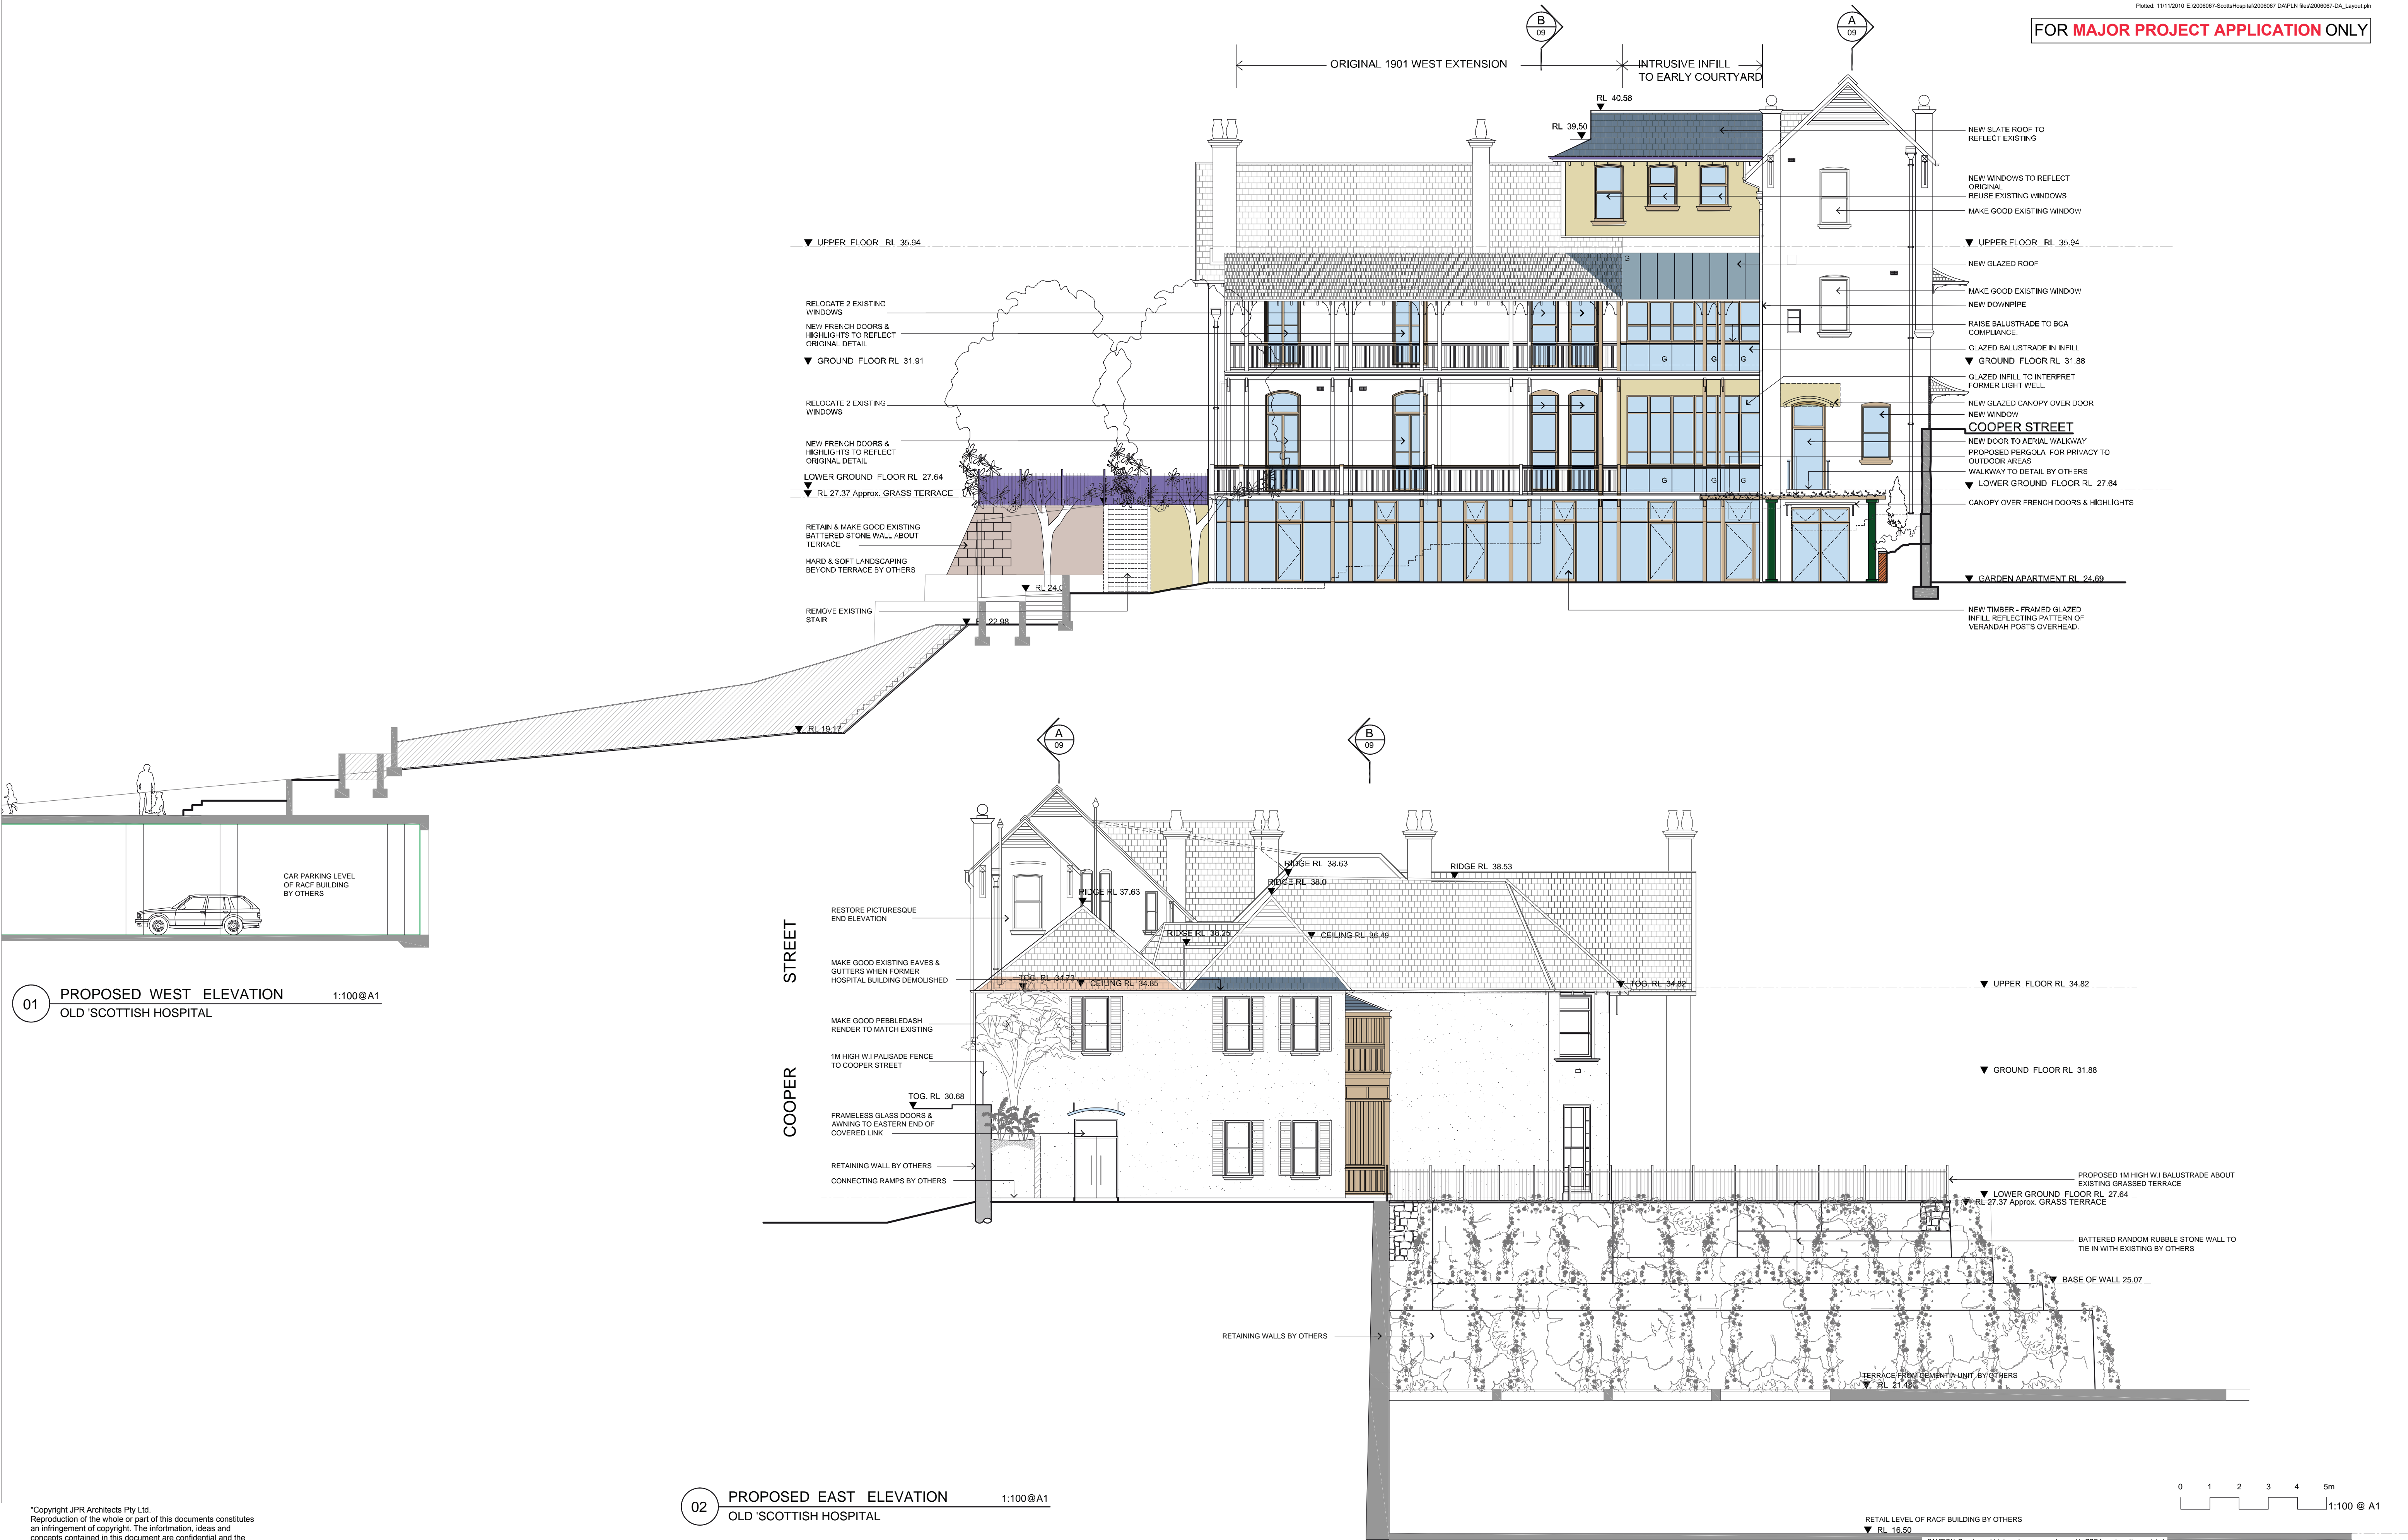 Plotted: 11/11/2010 E:\2006067-ScottsHospital\2006067 DA\PLN files\2006067-DA_Layout.pln
FOR MAJOR PROJECT APPLICATION ONLY
B
09
A
09
ORIGINAL 1901 WEST EXTENSION
INTRUSIVE INFILL
TO EARLY COURTYARD
RL 40.58
RL 39.50
NEW SLATE ROOF TO
REFLECT EXISTING
NEW WINDOWS TO REFLECT
ORIGINAL
REUSE EXISTING WINDOWS
MAKE GOOD EXISTING WINDOW
UPPER FLOOR RL 35.94
UPPER FLOOR RL 35.94
G
NEW GLAZED ROOF
MAKE GOOD EXISTING WINDOW
NEW DOWNPIPE
RAISE BALUSTRADE TO BCA
COMPLIANCE.
GLAZED BALUSTRADE IN INFILL
GROUND FLOOR RL 31.88
GLAZED INFILL TO INTERPRET
FORMER LIGHT WELL.
NEW GLAZED CANOPY OVER DOOR
NEW WINDOW
COOPER STREET
NEW DOOR TO AERIAL WALKWAY
PROPOSED PERGOLA FOR PRIVACY TO
OUTDOOR AREAS
WALKWAY TO DETAIL BY OTHERS
LOWER GROUND FLOOR RL 27.64
CANOPY OVER FRENCH DOORS & HIGHLIGHTS
GARDEN APARTMENT RL 24.69
NEW TIMBER - FRAMED GLAZED
INFILL REFLECTING PATTERN OF
VERANDAH POSTS OVERHEAD.
RELOCATE 2 EXISTING
WINDOWS
NEW FRENCH DOORS &
HIGHLIGHTS TO REFLECT
ORIGINAL DETAIL
GROUND FLOOR RL 31.91
G G G
RELOCATE 2 EXISTING
WINDOWS
NEW FRENCH DOORS &
HIGHLIGHTS TO REFLECT
ORIGINAL DETAIL
LOWER GROUND FLOOR RL 27.64
RL 27.37 Approx. GRASS TERRACE
G G G
RETAIN & MAKE GOOD EXISTING
BATTERED STONE WALL ABOUT
TERRACE
HARD & SOFT LANDSCAPING
BEYOND TERRACE BY OTHERS
RL 24.0
REMOVE EXISTING
STAIR
22.98
RL 19.17
CAR PARKING LEVEL
OF RACF BUILDING
BY OTHERS
01
PROPOSED WEST ELEVATION 1:100@A1
OLD 'SCOTTISH HOSPITAL
A
09
B
09
RIDGE RL 38.63
RIDGE RL 38.53
RIDGE RL 38.0
RIDGE RL 37.63
RESTORE PICTURESQUE
END ELEVATION
RIDGE RL 36.25
CEILING RL 36.49
MAKE GOOD EXISTING EAVES &
GUTTERS WHEN FORMER
HOSPITAL BUILDING DEMOLISHED
TOG. RL 34.73
CEILING RL 34.85
TOG. RL 34.82
UPPER FLOOR RL 34.82
MAKE GOOD PEBBLEDASH
RENDER TO MATCH EXISTING
1M HIGH W.I PALISADE FENCE
TO COOPER STREET
GROUND FLOOR RL 31.88
TOG. RL 30.68
FRAMELESS GLASS DOORS &
AWNING TO EASTERN END OF
COVERED LINK
RETAINING WALL BY OTHERS
CONNECTING RAMPS BY OTHERS
COOPER STREET
PROPOSED 1M HIGH W.I BALUSTRADE ABOUT
EXISTING GRASSED TERRACE
LOWER GROUND FLOOR RL 27.64
RL 27.37 Approx. GRASS TERRACE
BATTERED RANDOM RUBBLE STONE WALL TO
TIE IN WITH EXISTING BY OTHERS
BASE OF WALL 25.07
RETAINING WALLS BY OTHERS
TERRACE FROM DEMENTIA UNIT BY OTHERS
02
PROPOSED EAST ELEVATION 1:100@A1
OLD 'SCOTTISH HOSPITAL
0 1 2 3 4 5m
1:100 @ A1
RETAIL LEVEL OF RACF BUILDING BY OTHERS
RL 16.50
"Copyright JPR Architects Pty Ltd.
Reproduction of the whole or part of this documents constitutes
an infringement of copyright. The infortmation, ideas and
concepts contained in this document are confidential and the